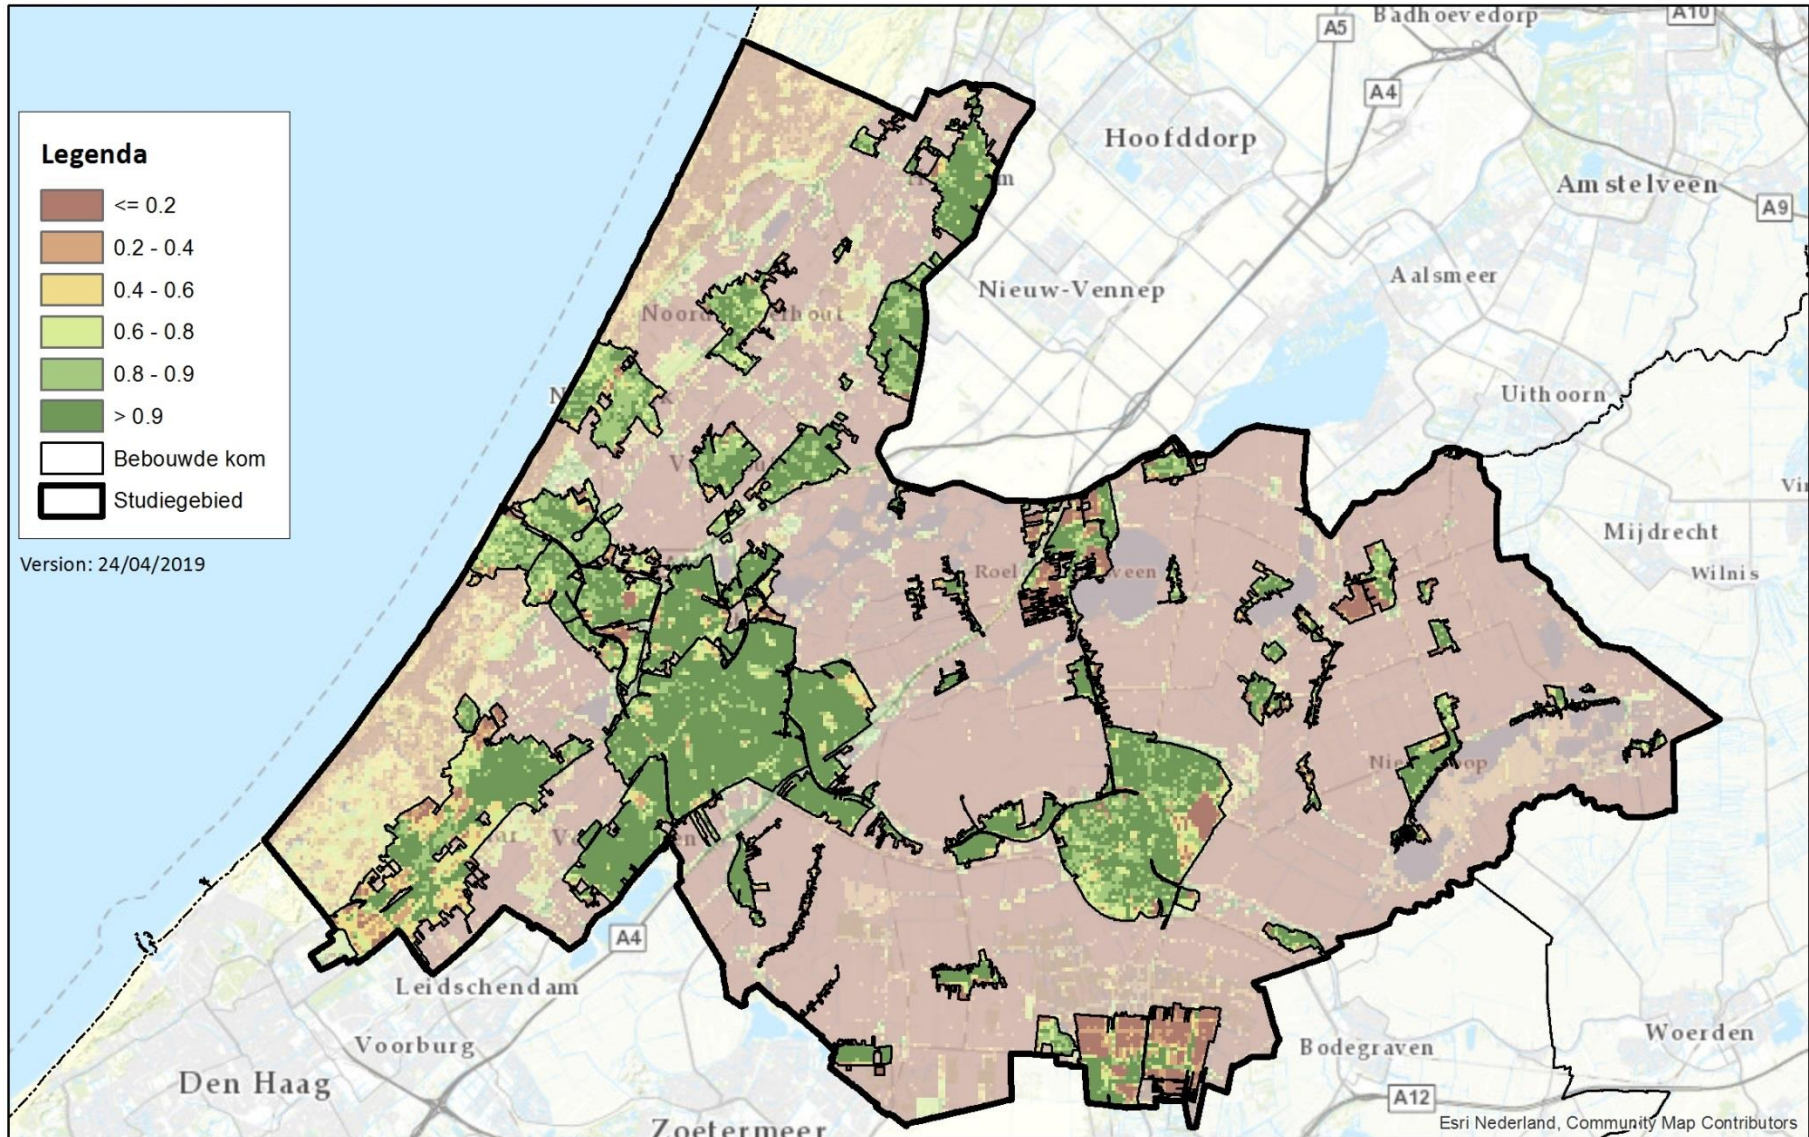 Legenda
<= 0.2
0.2 - 0.4
0.4 - 0.6
0.6 - 0.8
0.8 - 0.9
> 0.9
Bebouwde kom
Studiegebied
Version: 24/04/2019
Badhoevedorp
A10
A5
A4
Hoofddorp
Amstelveen
A9
Aalsmeer
Nieuw-Vennep
Uithoorn
Mijdrecht
Wilnis
A4
Leidschendam
Voorburg
Den Haag
Zoetermeer
Bodegraven
Woerden
A12
Esri Nederland, Community Map Contributors